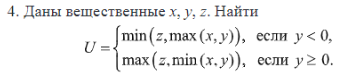 4. Даны вещественные x, y, z. Найти
U = { min(z, max(x, y)), если y < 0,
max(z, min(x, y)), если y ≥ 0.